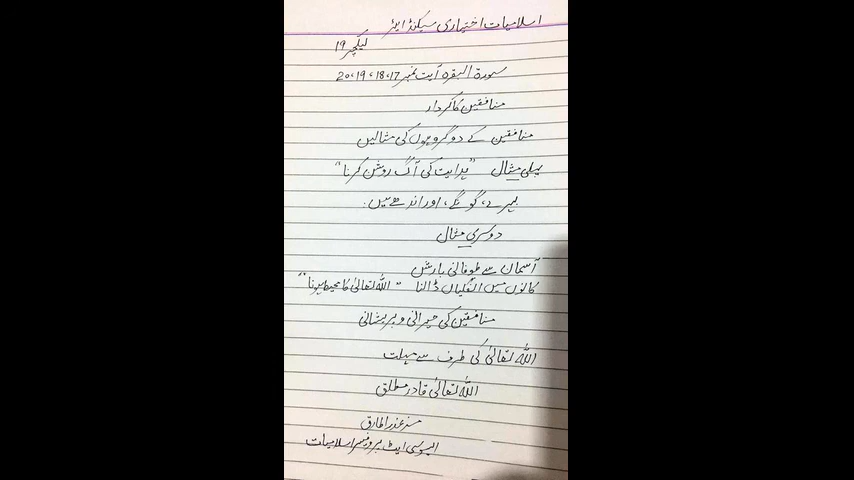 اسلامیات اختیاری سیکنڈ ایئر
لیکچر 19
سورۃ البقرہ آیت نمبر 17، 18، 19، 20
منافقین کا کردار
منافقین کے دو گروہوں کی مثالیں
پہلی مثال "ہدایت کی آگ روشن کرنا"
بہرے، گونگے، اور اندھے ہیں۔
دوسری مثال
آسمان سے طوفانی بارش
کانوں میں انگلیاں ڈالنا "اللہ تعالیٰ کا محیط ہونا"
منافقین کی حیرانی و پریشانی
اللہ تعالیٰ کی طرف سے مہلت
اللہ تعالیٰ قادر مطلق
مسز عذرا طارق
ایسوسی ایٹ پروفیسر اسلامیات